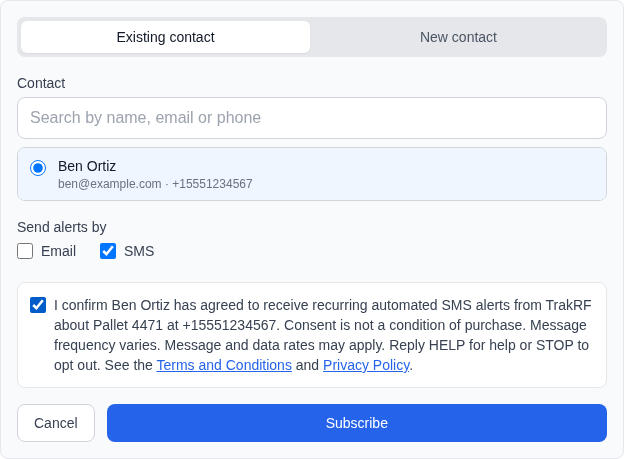 Existing contact
New contact
Contact
Search by name, email or phone
Ben Ortiz
ben@example.com · +15551234567
Send alerts by
Email
SMS
I confirm Ben Ortiz has agreed to receive recurring automated SMS alerts from TrakRF
about Pallet 4471 at +15551234567. Consent is not a condition of purchase. Message
frequency varies. Message and data rates may apply. Reply HELP for help or STOP to
opt out. See the Terms and Conditions and Privacy Policy.
Cancel
Subscribe